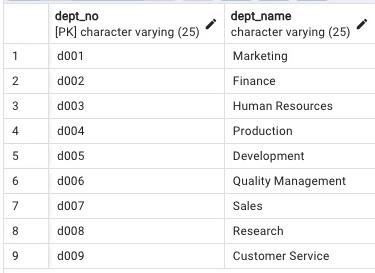 dept_no dept_name
[PK] character varying (25) character varying (25)
1 d001 Marketing
2 d002 Finance
3 d003 Human Resources
4 d004 Production
5 d005 Development
6 d006 Quality Management
7 d007 Sales
8 d008 Research
9 d009 Customer Service